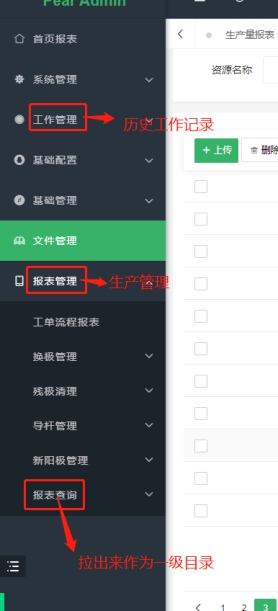 Pear Admin
首页报表
生产量报表
系统管理
资源名称
工作管理
历史工作记录
基础配置
+ 上传
删除
基础管理
文件管理
报表管理
生产管理
工单流程报表
换极管理
残极清理
导杆管理
新阳极管理
报表查询
拉出来作为一级目录
1 2 3